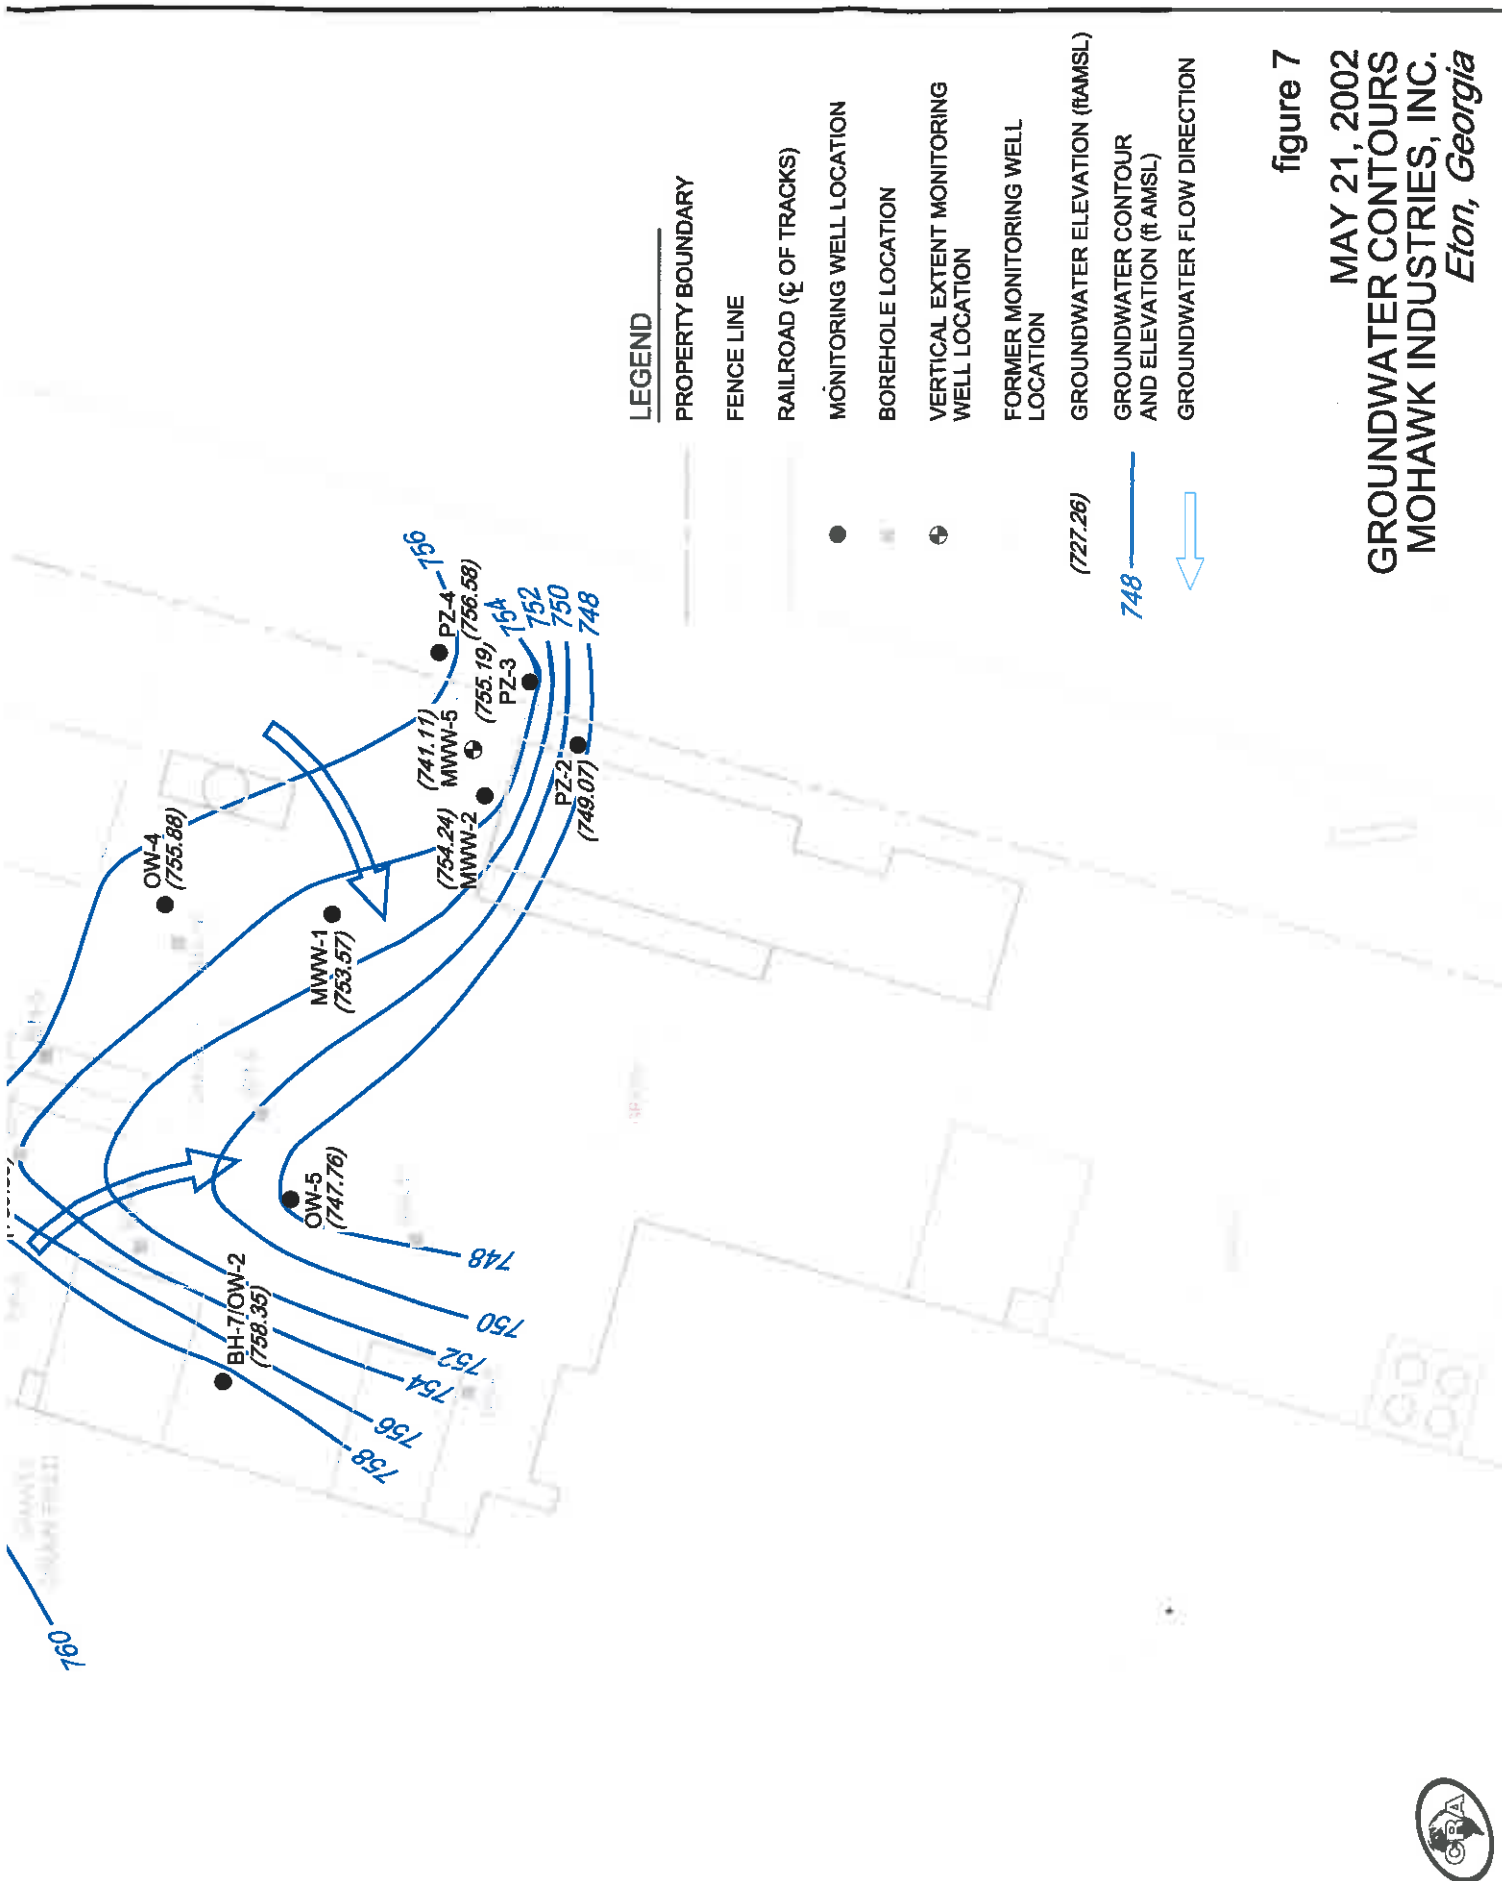 756
PZ-4
(756.58)
754
752
750
748
(755.19)
PZ-3
(741.11)
MWW-5
(754.24)
MWW-2
PZ-2
(749.07)
OW-4
(755.88)
MWW-1
(753.57)
OW-5
(747.76)
BH-7/OW-2
(758.35)
748
750
752
754
756
758
760
LEGEND
PROPERTY BOUNDARY
FENCE LINE
RAILROAD (℄ OF TRACKS)
MONITORING WELL LOCATION
BOREHOLE LOCATION
VERTICAL EXTENT MONITORING
WELL LOCATION
FORMER MONITORING WELL
LOCATION
(727.26) GROUNDWATER ELEVATION (ftAMSL)
748 GROUNDWATER CONTOUR
AND ELEVATION (ft AMSL)
GROUNDWATER FLOW DIRECTION
figure 7
MAY 21, 2002
GROUNDWATER CONTOURS
MOHAWK INDUSTRIES, INC.
Eton, Georgia
CRA